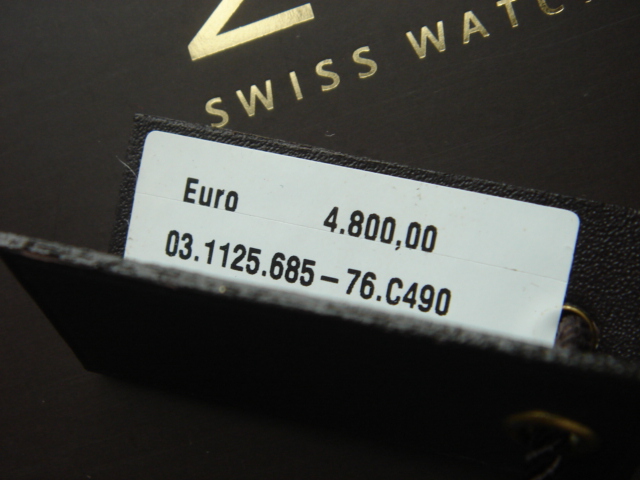 Z
SWISS WATC
Euro 4.800,00
03.1125.685-76.C490